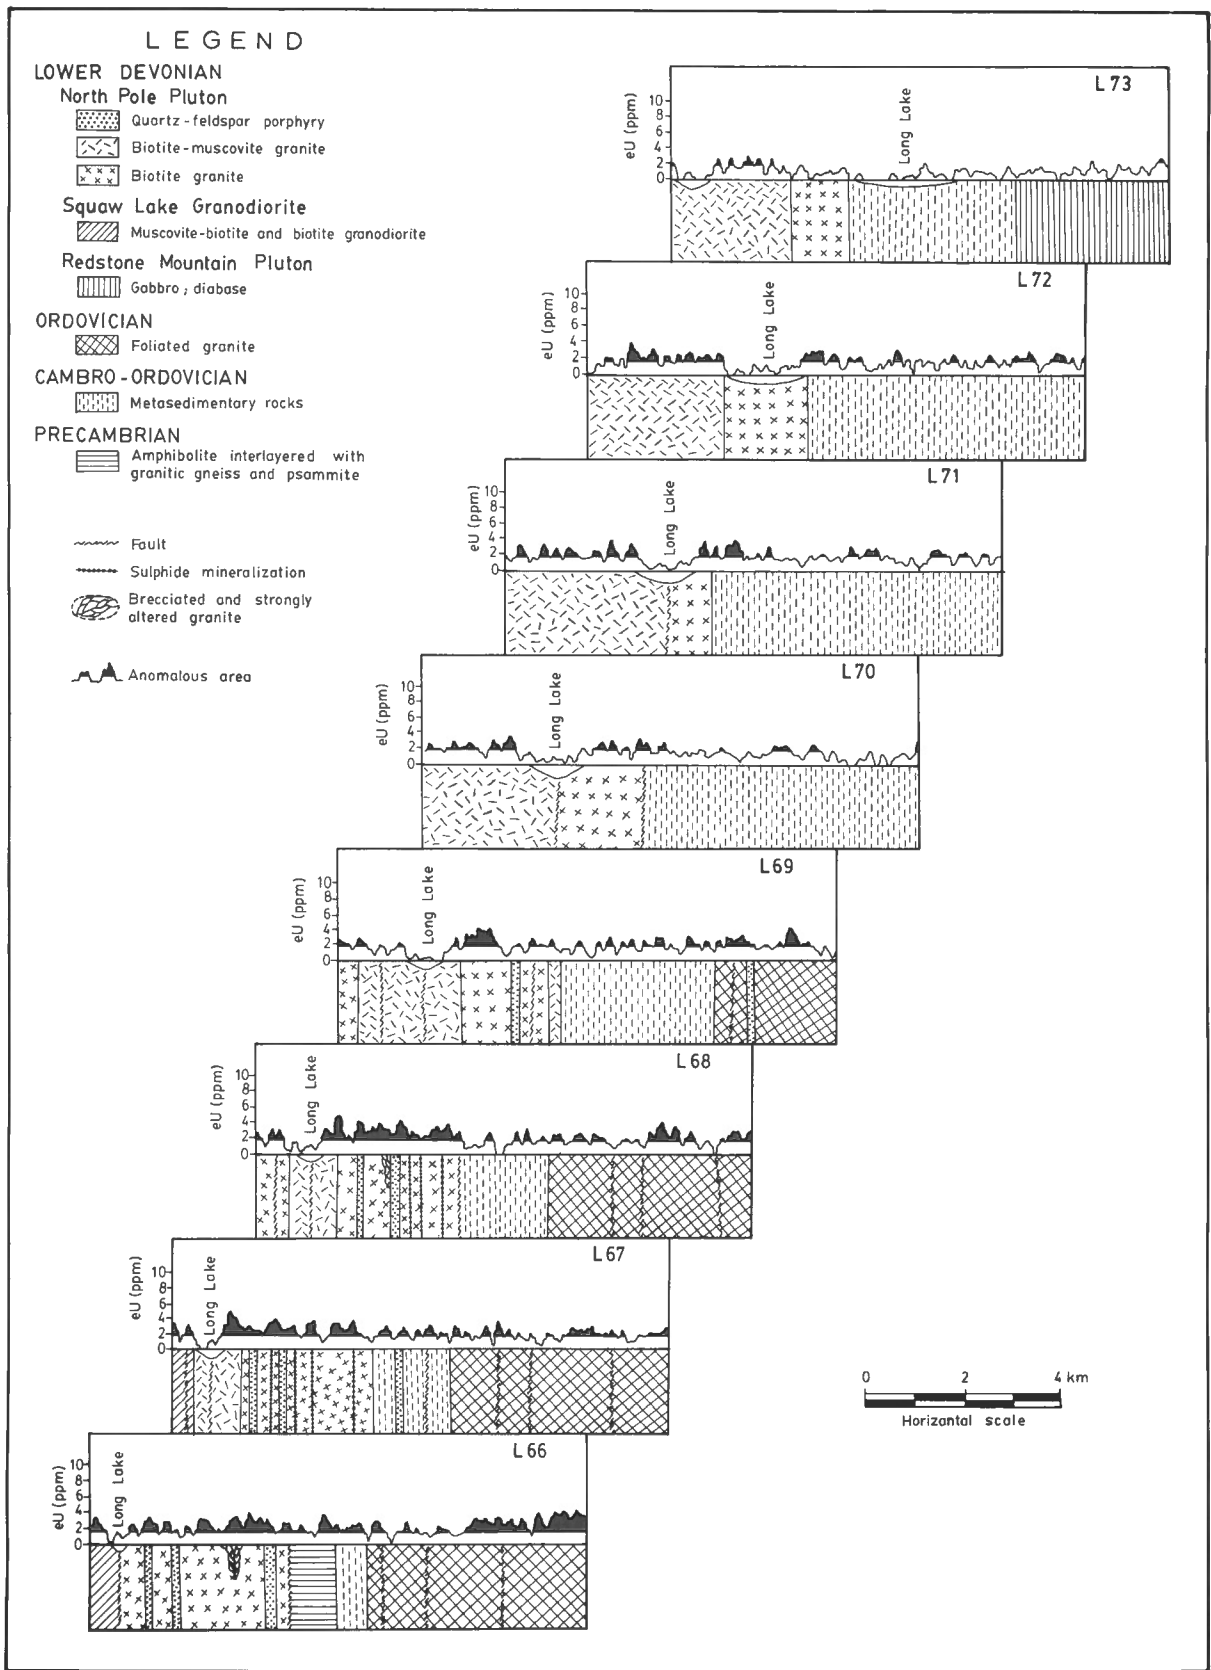 LEGEND
LOWER DEVONIAN
North Pole Pluton
Quartz-feldspar porphyry
Biotite-muscovite granite
Biotite granite
Squaw Lake Granodiorite
Muscovite-biotite and biotite granodiorite
Redstone Mountain Pluton
Gabbro; diabase
ORDOVICIAN
Foliated granite
CAMBRO-ORDOVICIAN
Metasedimentary rocks
PRECAMBRIAN
Amphibolite interlayered with
granitic gneiss and psammite
Fault
Sulphide mineralization
Brecciated and strongly
altered granite
Anomalous area
L73
eU (ppm)
10
8
6
4
2
0
Long Lake
L72
eU (ppm)
10
8
6
4
2
0
Long Lake
L71
eU (ppm)
10
8
6
4
2
0
Long Lake
L70
eU (ppm)
10
8
6
4
2
0
Long Lake
L69
eU (ppm)
10
8
6
4
2
0
Long Lake
L68
eU (ppm)
10
8
6
4
2
0
Long Lake
L67
eU (ppm)
10
8
6
4
2
0
Long Lake
L66
eU (ppm)
10
8
6
4
2
0
Long Lake
0 2 4 km
Horizantal scale